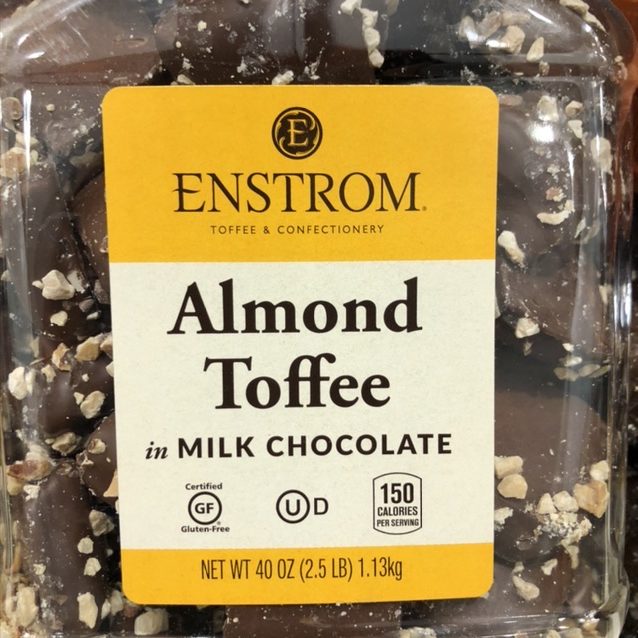 E
ENSTROM®
TOFFEE & CONFECTIONERY
Almond
Toffee
in MILK CHOCOLATE
Certified
GF
Gluten-Free
U D
150
CALORIES
PER SERVING
NET WT 40 OZ (2.5 LB) 1.13kg